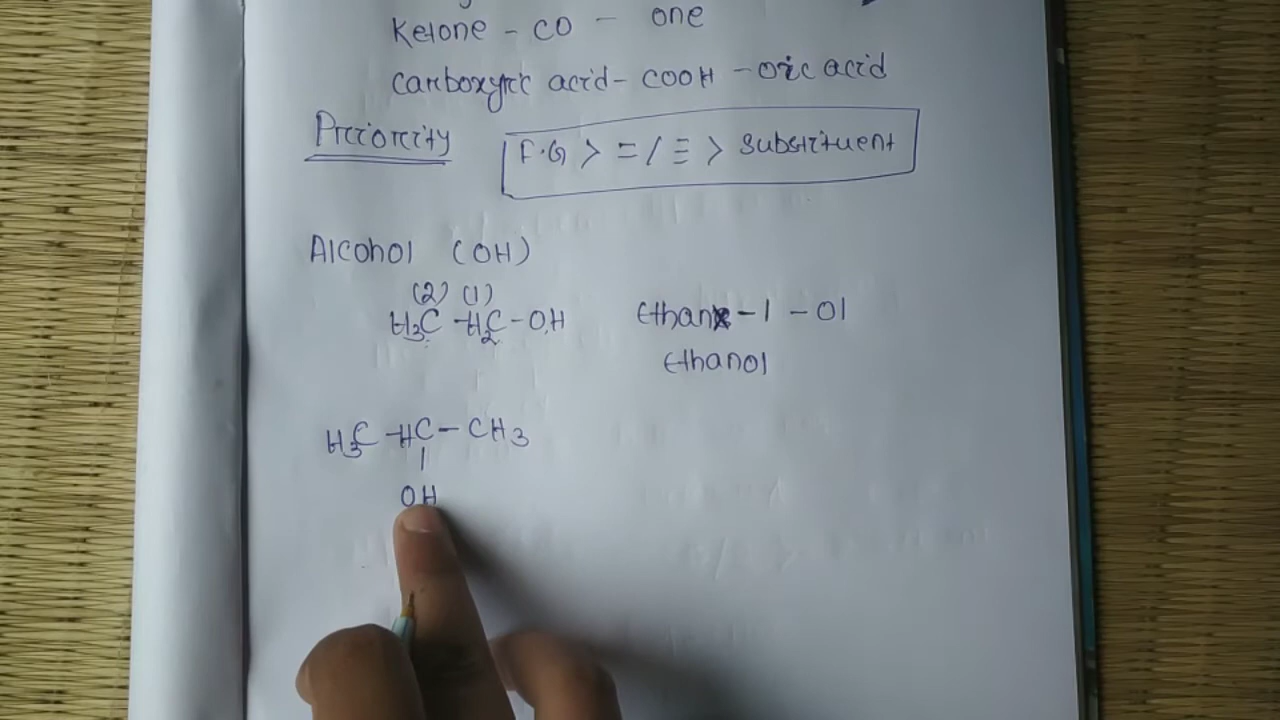 Ketone - CO - one
Carboxylic acid - COOH - oic acid
Priority
F.G > = / ≡ > Substituent
Alcohol (OH)
(2) (1)
H3C - H2C - OH
Ethan - 1 - ol
Ethanol
H3C - HC - CH3
|
OH